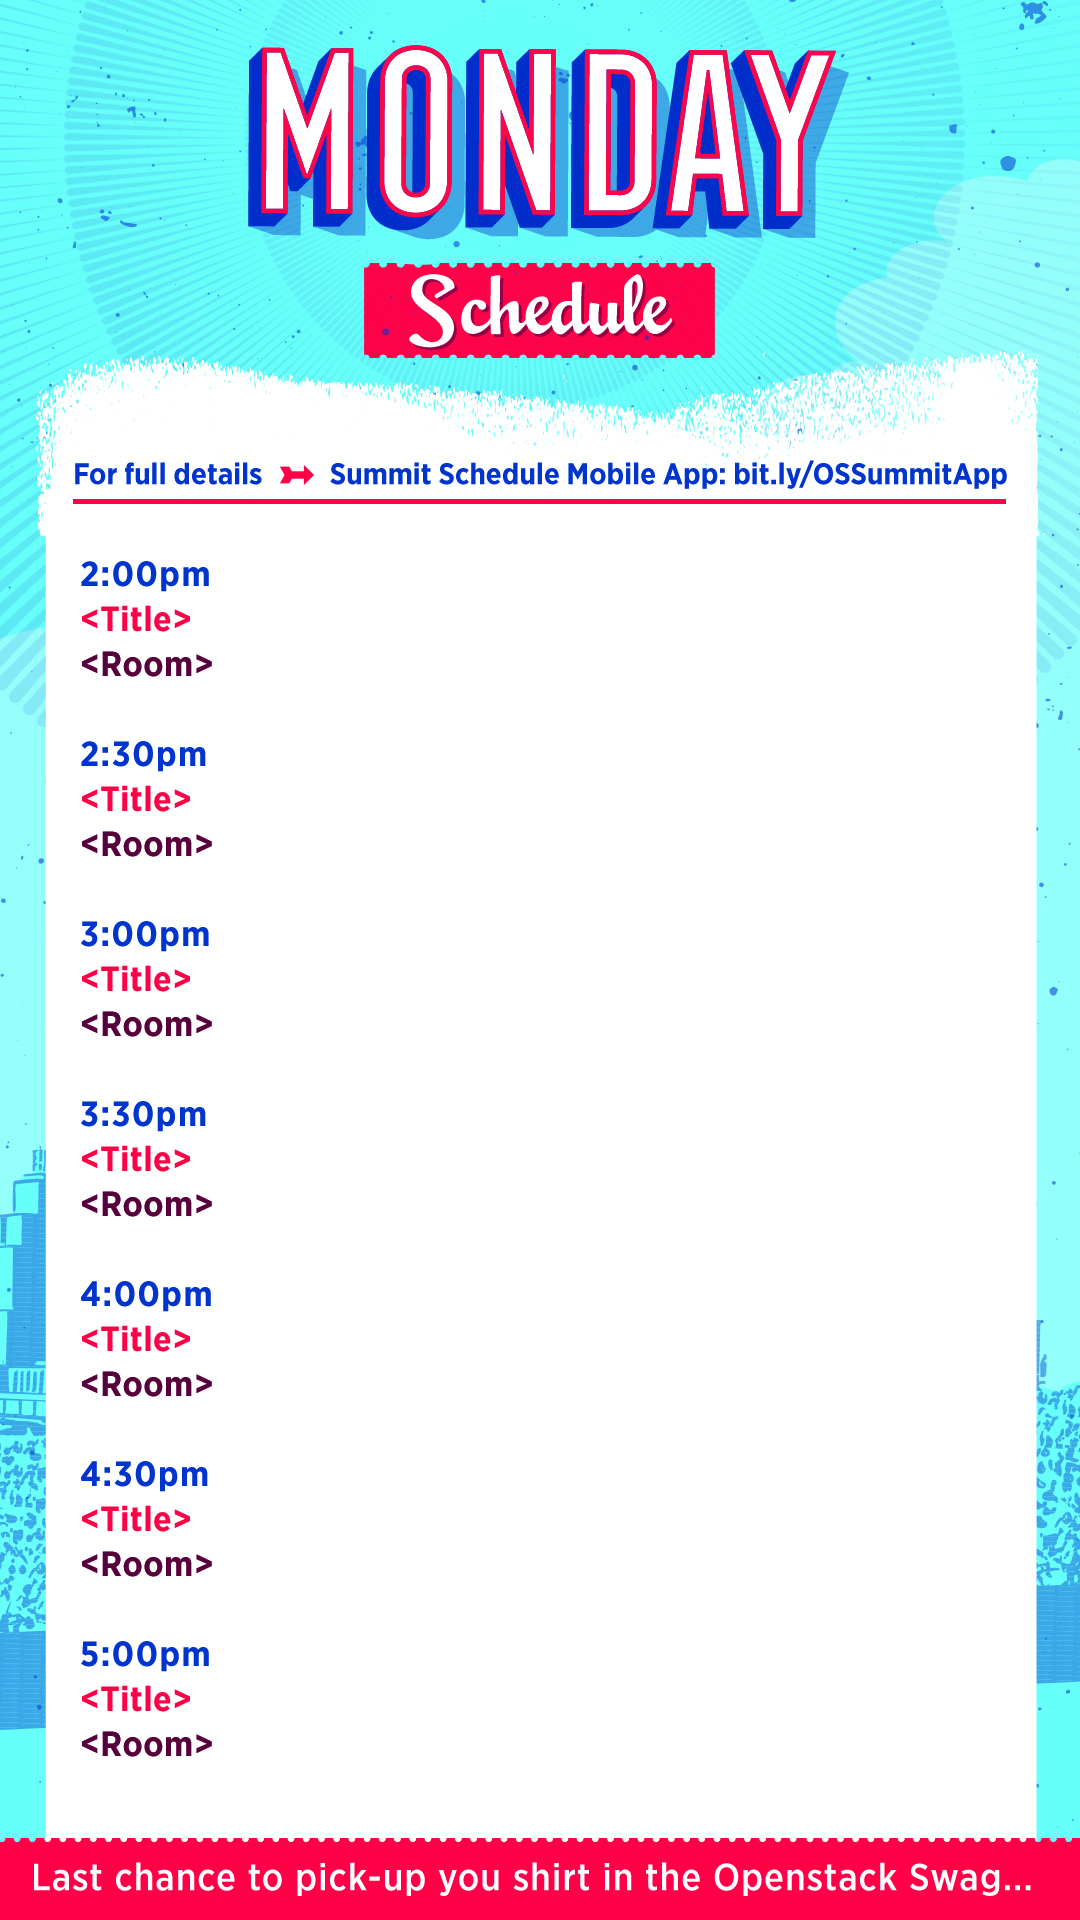 MONDAY
Schedule
For full details ➳ Summit Schedule Mobile App: bit.ly/OSSummitApp
2:00pm
<Title>
<Room>
2:30pm
<Title>
<Room>
3:00pm
<Title>
<Room>
3:30pm
<Title>
<Room>
4:00pm
<Title>
<Room>
4:30pm
<Title>
<Room>
5:00pm
<Title>
<Room>
Last chance to pick-up you shirt in the Openstack Swag...